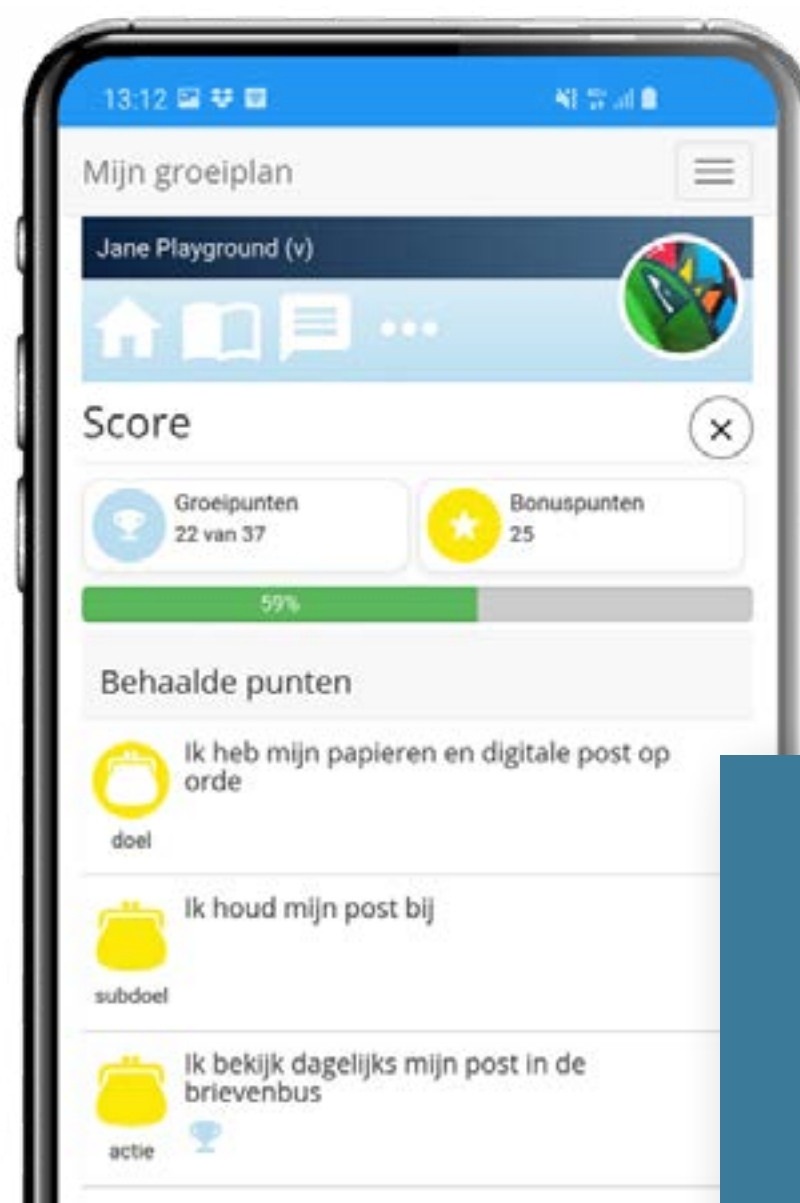 13:12
Mijn groeiplan
Jane Playground (v)
Score
Groeipunten
22 van 37
Bonuspunten
25
59%
Behaalde punten
Ik heb mijn papieren en digitale post op
orde
doel
Ik houd mijn post bij
subdoel
Ik bekijk dagelijks mijn post in de
brievenbus
actie